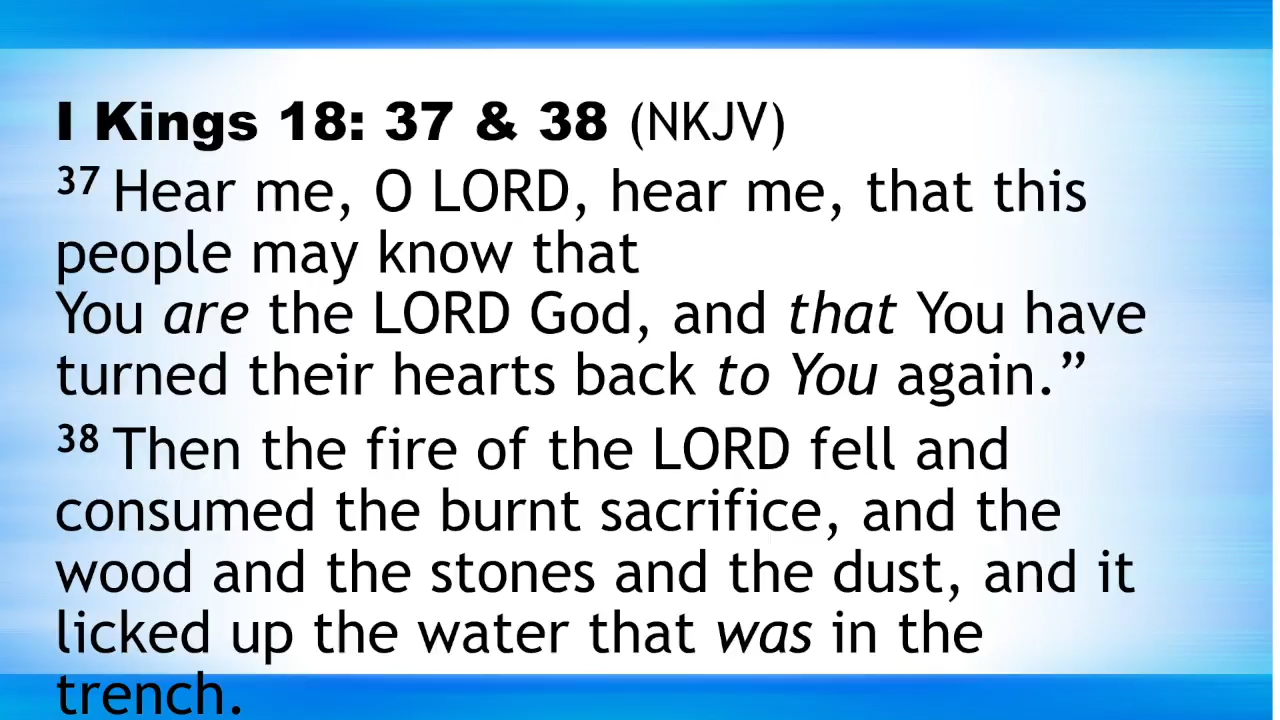 I Kings 18: 37 & 38 (NKJV)
37 Hear me, O LORD, hear me, that this
people may know that
You are the LORD God, and that You have
turned their hearts back to You again.”
38 Then the fire of the LORD fell and
consumed the burnt sacrifice, and the
wood and the stones and the dust, and it
licked up the water that was in the
trench.